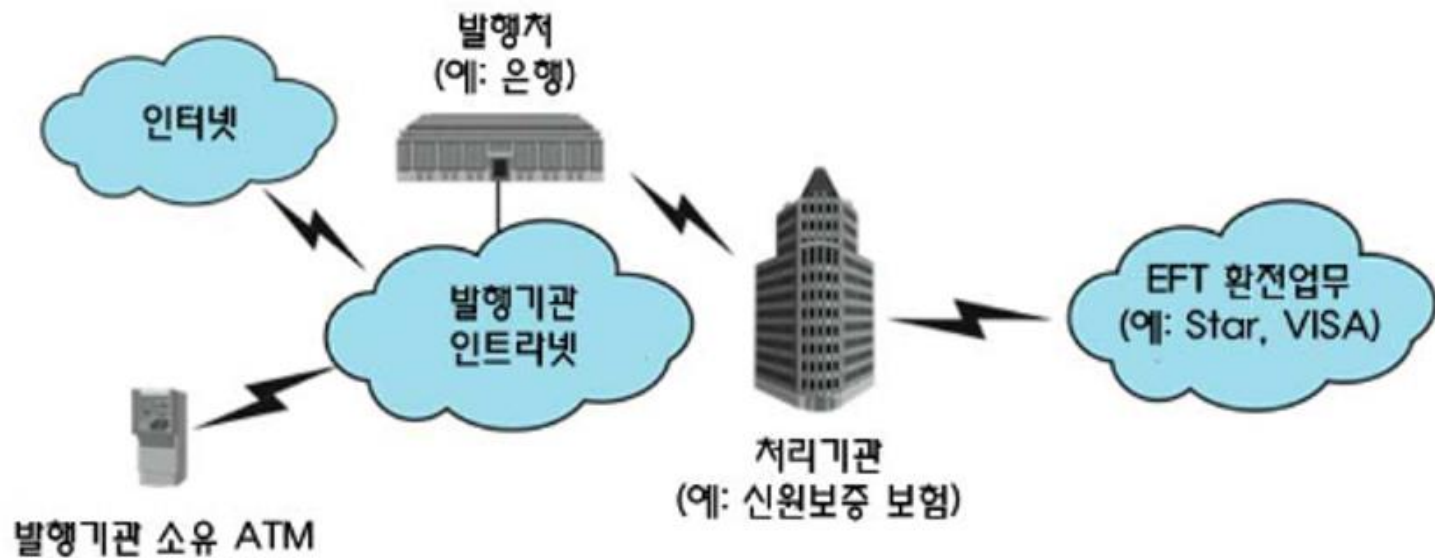 발행처
(예: 은행)
인터넷
발행기관
인트라넷
EFT 환전업무
(예: Star, VISA)
처리기관
(예: 신원보증 보험)
발행기관 소유 ATM